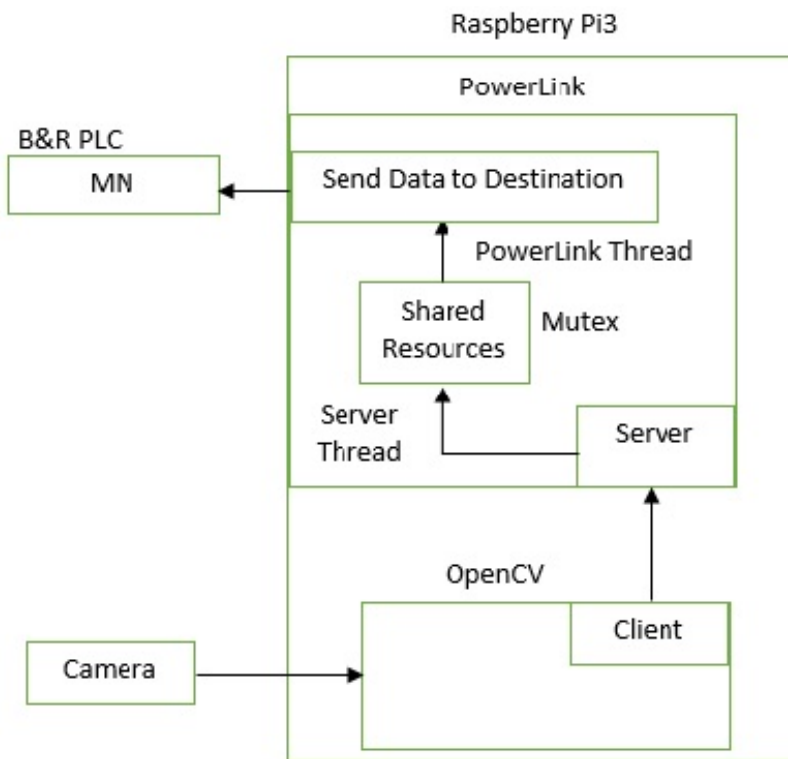 Raspberry Pi3
PowerLink
B&R PLC
MN
Send Data to Destination
PowerLink Thread
Shared
Resources
Mutex
Server
Thread
Server
OpenCV
Client
Camera